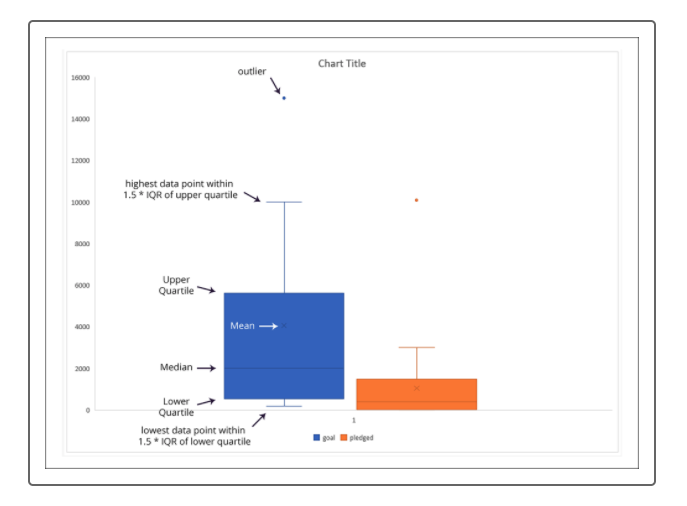 Chart Title
outlier
16000
14000
12000
highest data point within
1.5 * IQR of upper quartile
10000
8000
Upper
Quartile
6000
Mean
4000
Median
2000
Lower
Quartile
0
lowest data point within
1.5 * IQR of lower quartile
1
goal pledged